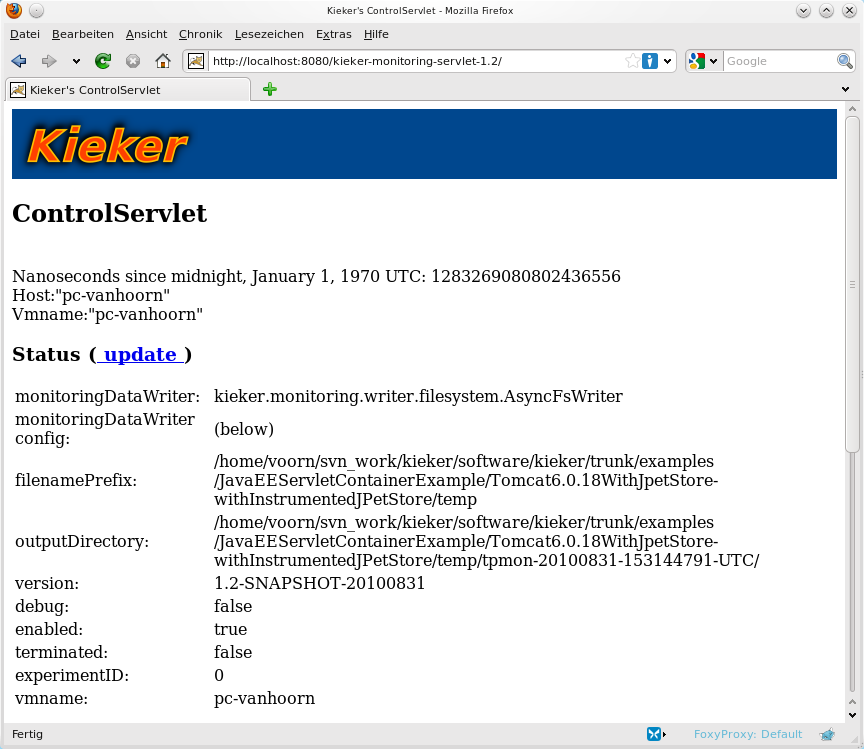 Kieker's ControlServlet - Mozilla Firefox
Datei Bearbeiten Ansicht Chronik Lesezeichen Extras Hilfe
http://localhost:8080/kieker-monitoring-servlet-1.2/ Google
Kieker's ControlServlet
Kieker
ControlServlet
Nanoseconds since midnight, January 1, 1970 UTC: 1283269080802436556
Host:"pc-vanhoorn"
Vmname:"pc-vanhoorn"
Status ( update )
monitoringDataWriter: kieker.monitoring.writer.filesystem.AsyncFsWriter
monitoringDataWriter
config: (below)
filenamePrefix: /home/voorn/svn_work/kieker/software/kieker/trunk/examples
/JavaEEServletContainerExample/Tomcat6.0.18WithJpetStore-
withInstrumentedJPetStore/temp
outputDirectory: /home/voorn/svn_work/kieker/software/kieker/trunk/examples
/JavaEEServletContainerExample/Tomcat6.0.18WithJpetStore-
withInstrumentedJPetStore/temp/tpmon-20100831-153144791-UTC/
version: 1.2-SNAPSHOT-20100831
debug: false
enabled: true
terminated: false
experimentID: 0
vmname: pc-vanhoorn
Fertig FoxyProxy: Default